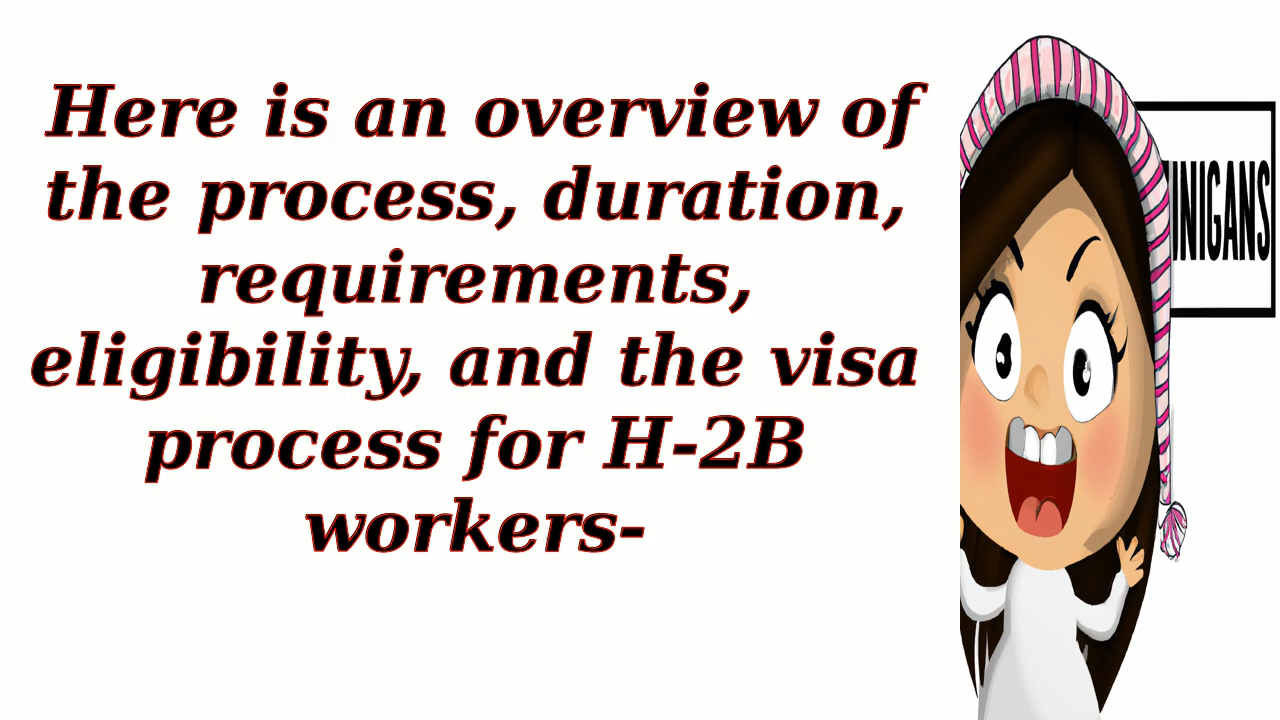 Here is an overview of
the process, duration,
requirements,
eligibility, and the visa
process for H-2B
workers-